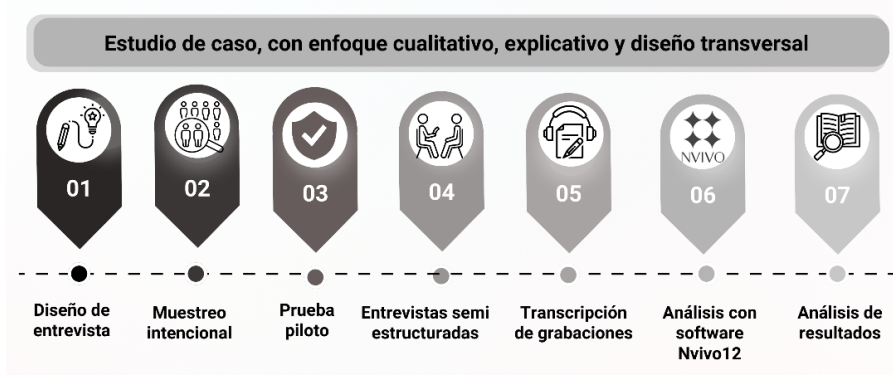 Estudio de caso, con enfoque cualitativo, explicativo y diseño transversal
01
02
03
04
05
NVIVO
06
07
Diseño de
entrevista
Muestreo
intencional
Prueba
piloto
Entrevistas semi
estructuradas
Transcripción
de grabaciones
Análisis con
software
Nvivo12
Análisis de
resultados